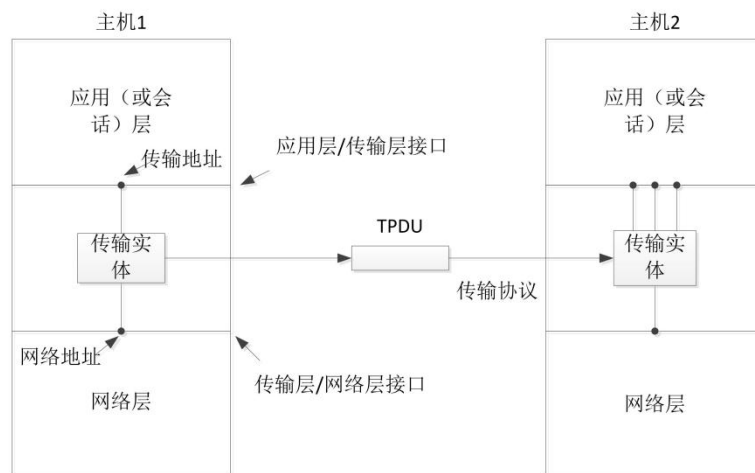 主机1
主机2
应用（或会
话）层
应用（或会
话）层
传输地址
应用层/传输层接口
TPDU
传输实
体
传输实
体
传输协议
网络地址
传输层/网络层接口
网络层
网络层